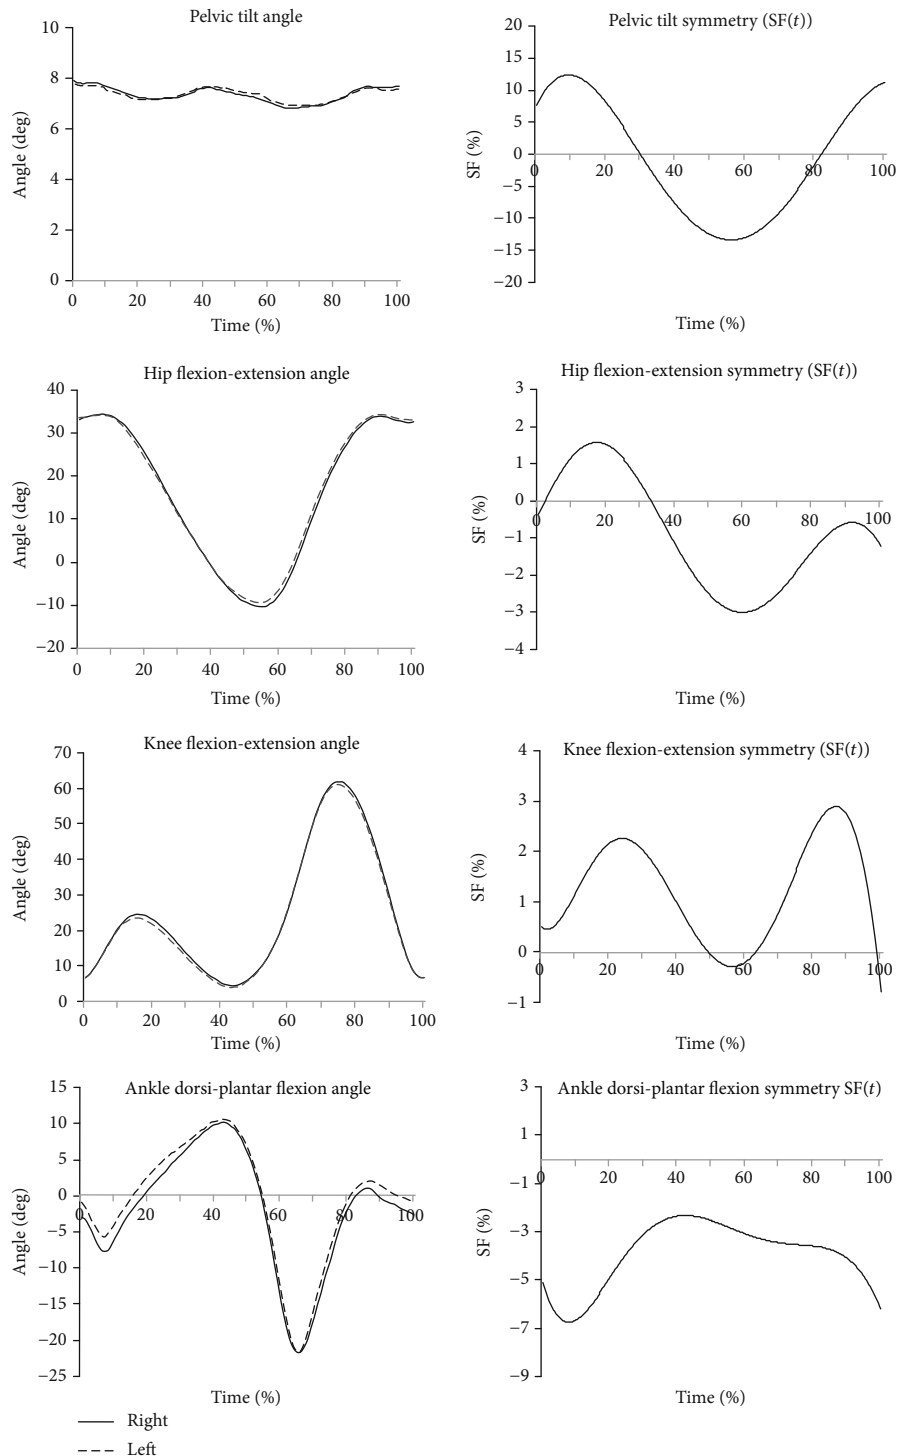 Pelvic tilt angle
10
8
6
4
2
0
Angle (deg)
0 20 40 60 80 100
Time (%)
Pelvic tilt symmetry (SF(t))
20
15
10
5
0
−5
−10
−15
−20
SF (%)
0 20 40 60 80 100
Time (%)
Hip flexion-extension angle
40
30
20
10
0
−10
−20
Angle (deg)
0 20 40 60 80 100
Time (%)
Hip flexion-extension symmetry (SF(t))
3
2
1
0
−1
−2
−3
−4
SF (%)
0 20 40 60 80 100
Time (%)
Knee flexion-extension angle
70
60
50
40
30
20
10
0
Angle (deg)
0 20 40 60 80 100
Time (%)
Knee flexion-extension symmetry (SF(t))
4
3
2
1
0
−1
SF (%)
0 20 40 60 80 100
Time (%)
Ankle dorsi-plantar flexion angle
15
10
5
0
−5
−10
−15
−20
−25
Angle (deg)
0 20 40 60 80 100
Time (%)
Ankle dorsi-plantar flexion symmetry SF(t)
3
1
−1
−3
−5
−7
−9
SF (%)
0 20 40 60 80 100
Time (%)
Right
Left